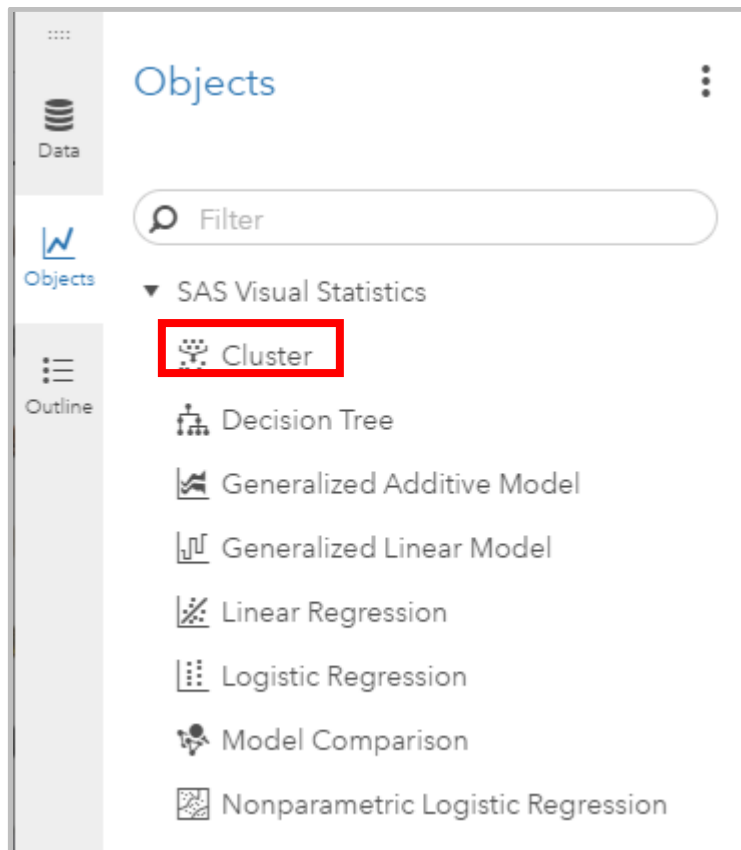 Data
Objects
Outline
Objects
Filter
SAS Visual Statistics
Cluster
Decision Tree
Generalized Additive Model
Generalized Linear Model
Linear Regression
Logistic Regression
Model Comparison
Nonparametric Logistic Regression